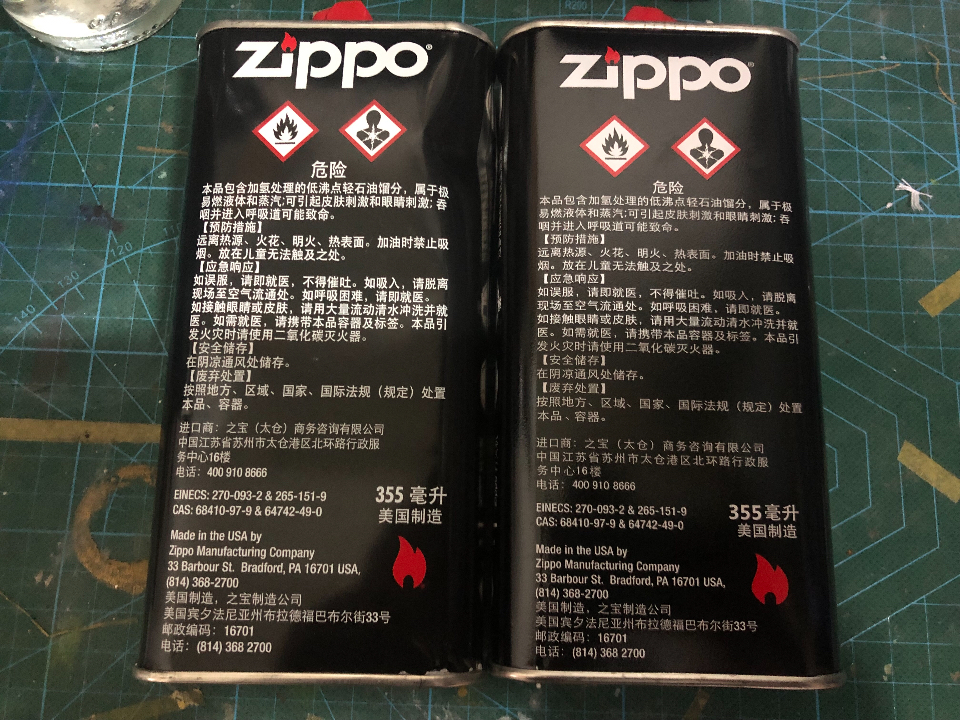 zippo
危险
本品包含加氢处理的低沸点轻石油馏分，属于极
易燃液体和蒸汽;可引起皮肤刺激和眼睛刺激: 吞
咽并进入呼吸道可能致命。
【预防措施】
远离热源、火花、明火、热表面。加油时禁止吸
烟。放在儿童无法触及之处。
【应急响应】
如误服，请即就医，不得催吐。如吸入，请脱离
现场至空气流通处。如呼吸困难，请即就医。
如接触眼睛或皮肤，请用大量流动清水冲洗并就
医。如需就医，请携带本品容器及标签。本品引
发火灾时请使用二氧化碳灭火器。
【安全储存】
在阴凉通风处储存。
【废弃处置】
按照地方、区域、国家、国际法规（规定）处置
本品、容器。
进口商：之宝（太仓）商务咨询有限公司
中国江苏省苏州市太仓港区北环路行政服
务中心16楼
电话：400 910 8666
EINECS: 270-093-2 & 265-151-9
CAS: 68410-97-9 & 64742-49-0
355 毫升
美国制造
Made in the USA by
Zippo Manufacturing Company
33 Barbour St. Bradford, PA 16701 USA,
(814) 368-2700
美国制造，之宝制造公司
美国宾夕法尼亚州布拉德福巴布尔街33号
邮政编码：16701
电话：(814) 368 2700
zippo
危险
本品包含加氢处理的低沸点轻石油馏分，属于极
易燃液体和蒸汽;可引起皮肤刺激和眼睛刺激: 吞
咽并进入呼吸道可能致命。
【预防措施】
远离热源、火花、明火、热表面。加油时禁止吸
烟。放在儿童无法触及之处。
【应急响应】
如误服，请即就医，不得催吐。如吸入，请脱离
现场至空气流通处。如呼吸困难，请即就医。
如接触眼睛或皮肤，请用大量流动清水冲洗并就
医。如需就医，请携带本品容器及标签。本品引
发火灾时请使用二氧化碳灭火器。
【安全储存】
在阴凉通风处储存。
【废弃处置】
按照地方、区域、国家、国际法规（规定）处置
本品、容器。
进口商：之宝（太仓）商务咨询有限公司
中国江苏省苏州市太仓港区北环路行政服
务中心16楼
电话：400 910 8666
EINECS: 270-093-2 & 265-151-9
CAS: 68410-97-9 & 64742-49-0
355毫升
美国制造
Made in the USA by
Zippo Manufacturing Company
33 Barbour St. Bradford, PA 16701 USA,
(814) 368-2700
美国制造，之宝制造公司
美国宾夕法尼亚州布拉德福巴布尔街33号
邮政编码：16701
电话：(814) 368 2700
110
120
130
140